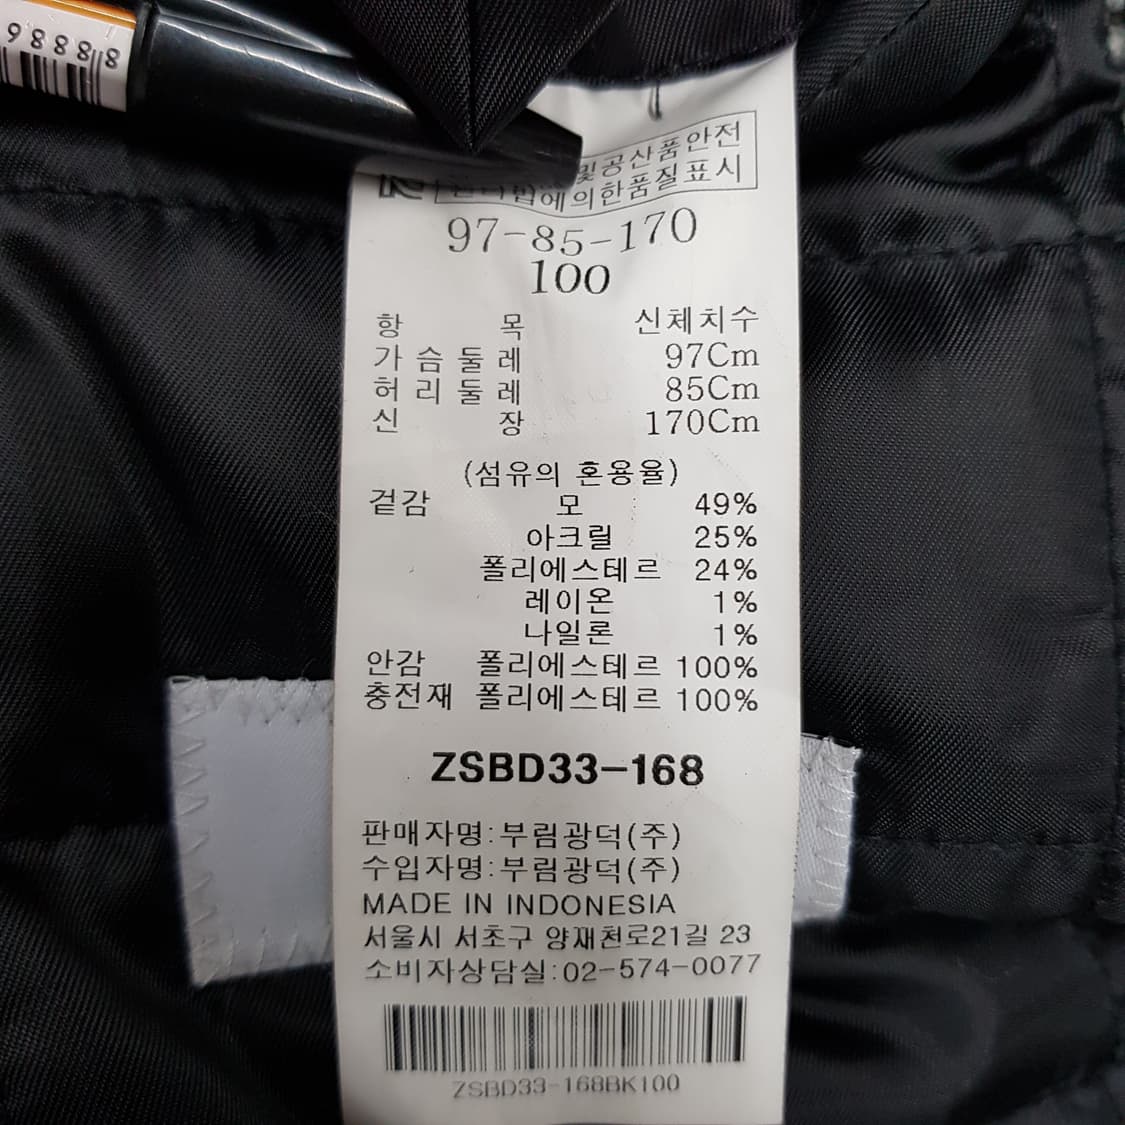 88886
및공산품안전
법에의한품질표시
97-85-170
100
항 목 신체치수
가 슴 둘 레 97Cm
허 리 둘 레 85Cm
신 장 170Cm
(섬유의 혼용율)
겉감 모 49%
아크릴 25%
폴리에스테르 24%
레이온 1%
나일론 1%
안감 폴리에스테르 100%
충전재 폴리에스테르 100%
ZSBD33-168
판매자명:부림광덕(주)
수입자명:부림광덕(주)
MADE IN INDONESIA
서울시 서초구 양재천로21길 23
소비자상담실:02-574-0077
ZSBD33-168BK100